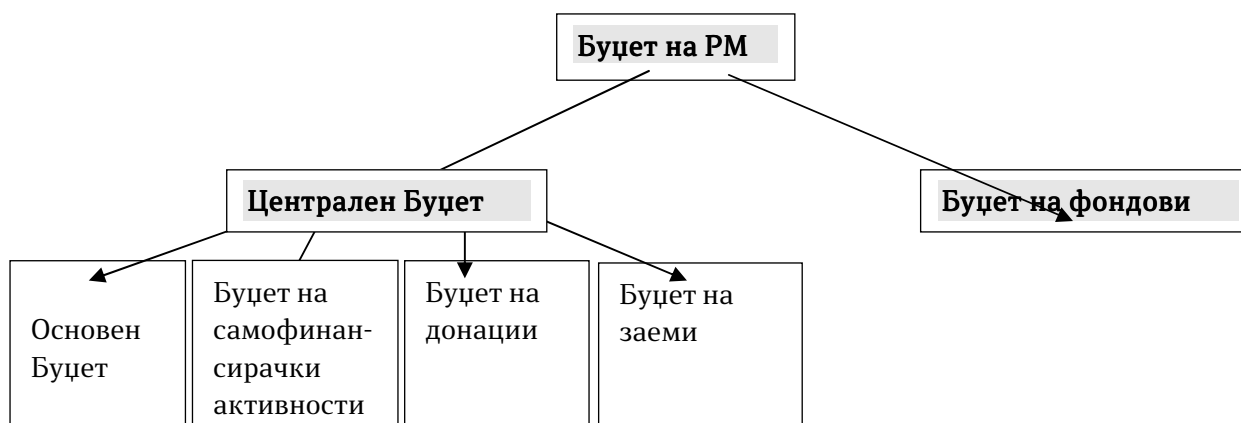 Буџет на РМ
Централен Буџет
Буџет на фондови
Основен
Буџет
Буџет на
самофинан-
сирачки
активности
Буџет на
донации
Буџет на
заеми